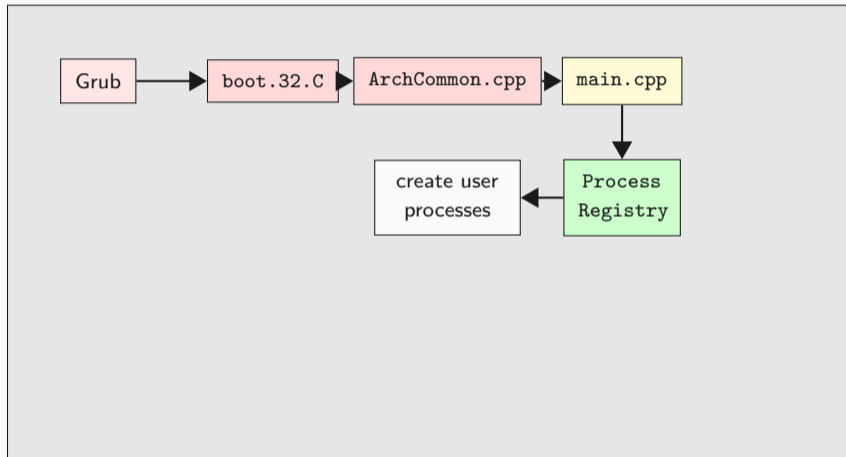 Grub
boot.32.C
ArchCommon.cpp
main.cpp
create user
processes
Process
Registry